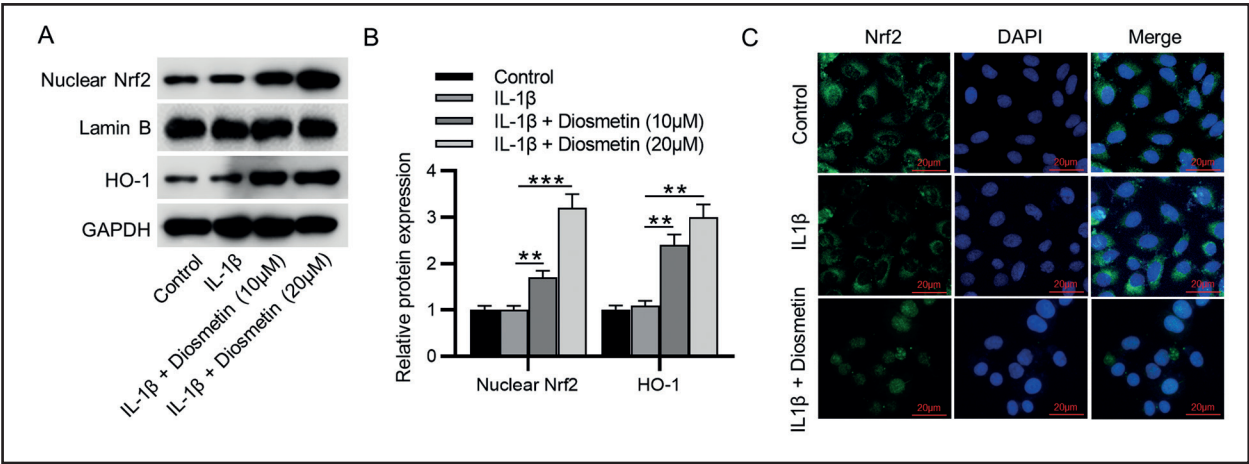 A
Nuclear Nrf2
Lamin B
HO-1
GAPDH
Control
IL-1β
IL-1β + Diosmetin (10μM)
IL-1β + Diosmetin (20μM)
B
Control
IL-1β
IL-1β + Diosmetin (10μM)
IL-1β + Diosmetin (20μM)
Relative protein expression
4
3
2
1
0
**
***
**
**
Nuclear Nrf2
HO-1
C
Nrf2 DAPI Merge
Control
20μm 20μm 20μm
IL1β
20μm 20μm 20μm
IL1β + Diosmetin
20μm 20μm 20μm